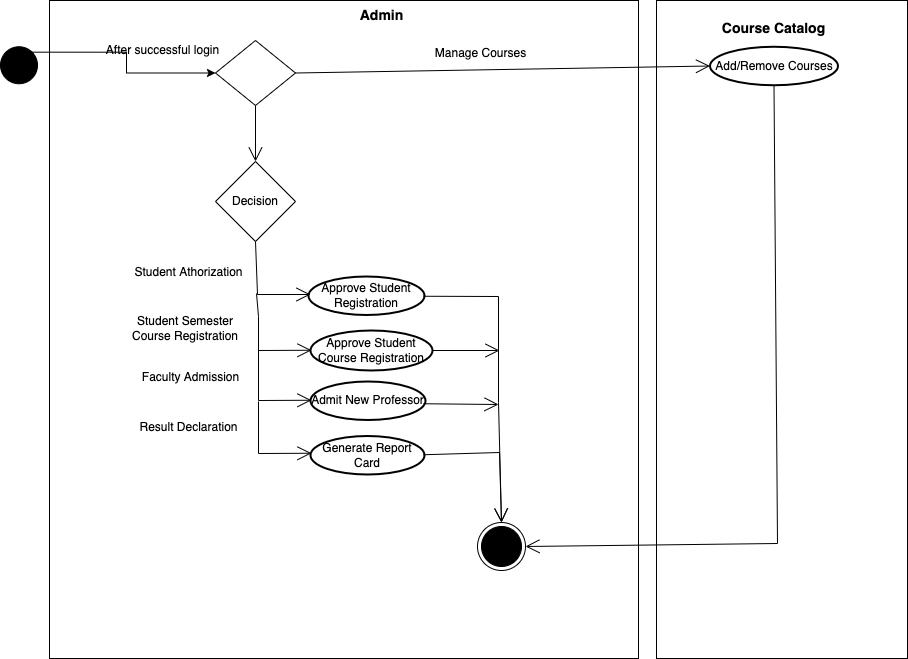 Admin
Course Catalog
After successful login
Manage Courses
Add/Remove Courses
Decision
Student Athorization
Approve Student
Registration
Student Semester
Course Registration
Approve Student
Course Registration
Faculty Admission
Admit New Professor
Result Declaration
Generate Report
Card